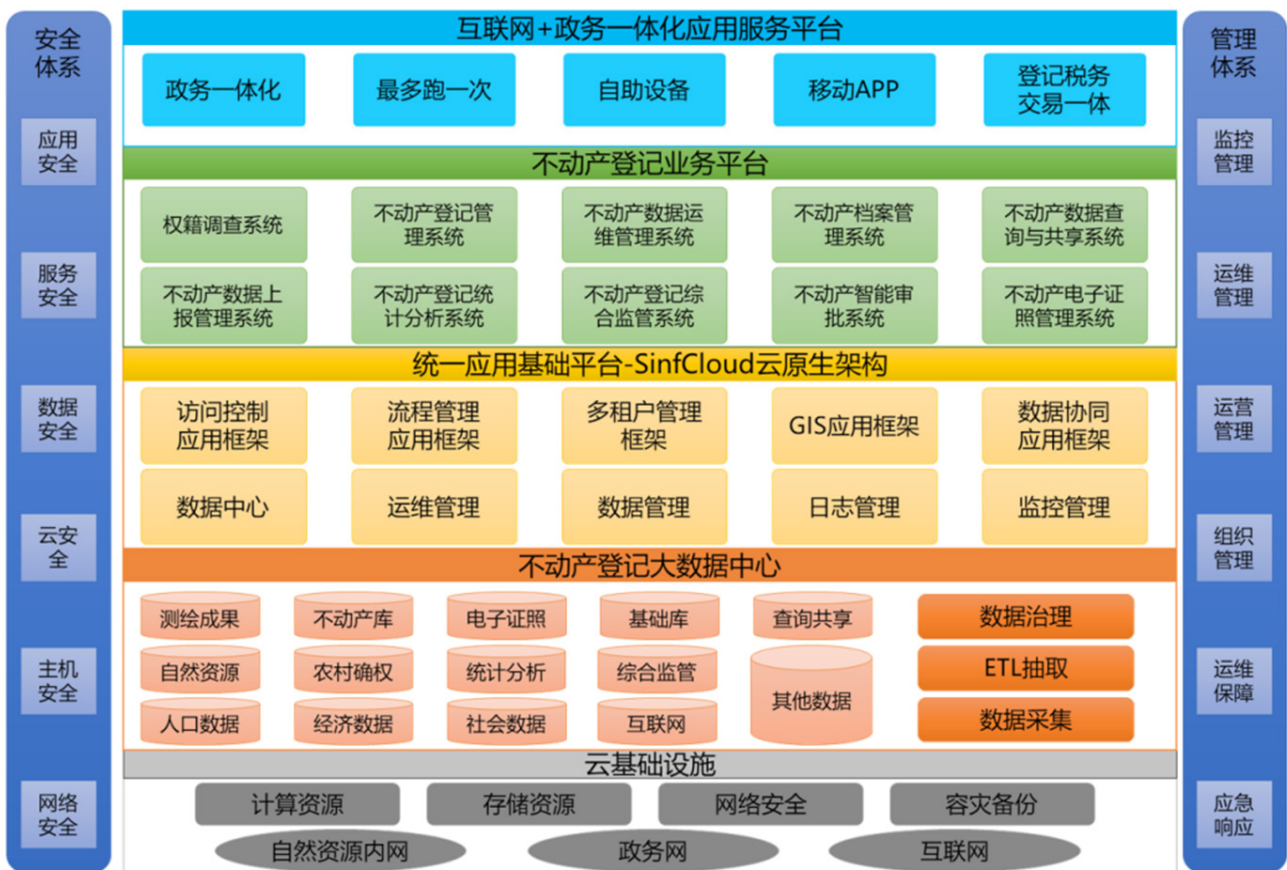 安全
体系
应用
安全
服务
安全
数据
安全
云安
全
主机
安全
网络
安全
互联网+政务一体化应用服务平台
政务一体化
最多跑一次
自助设备
移动APP
登记税务
交易一体
不动产登记业务平台
权籍调查系统
不动产登记管
理系统
不动产数据运
维管理系统
不动产档案管
理系统
不动产数据查
询与共享系统
不动产数据上
报管理系统
不动产登记统
计分析系统
不动产登记综
合监管系统
不动产智能审
批系统
不动产电子证
照管理系统
统一应用基础平台-SinfCloud云原生架构
访问控制
应用框架
流程管理
应用框架
多租户管理
框架
GIS应用框架
数据协同
应用框架
数据中心
运维管理
数据管理
日志管理
监控管理
不动产登记大数据中心
测绘成果
不动产库
电子证照
基础库
查询共享
数据治理
自然资源
农村确权
统计分析
综合监管
其他数据
ETL抽取
人口数据
经济数据
社会数据
互联网
数据采集
云基础设施
计算资源
存储资源
网络安全
容灾备份
自然资源内网
政务网
互联网
管理
体系
监控
管理
运维
管理
运营
管理
组织
管理
运维
保障
应急
响应